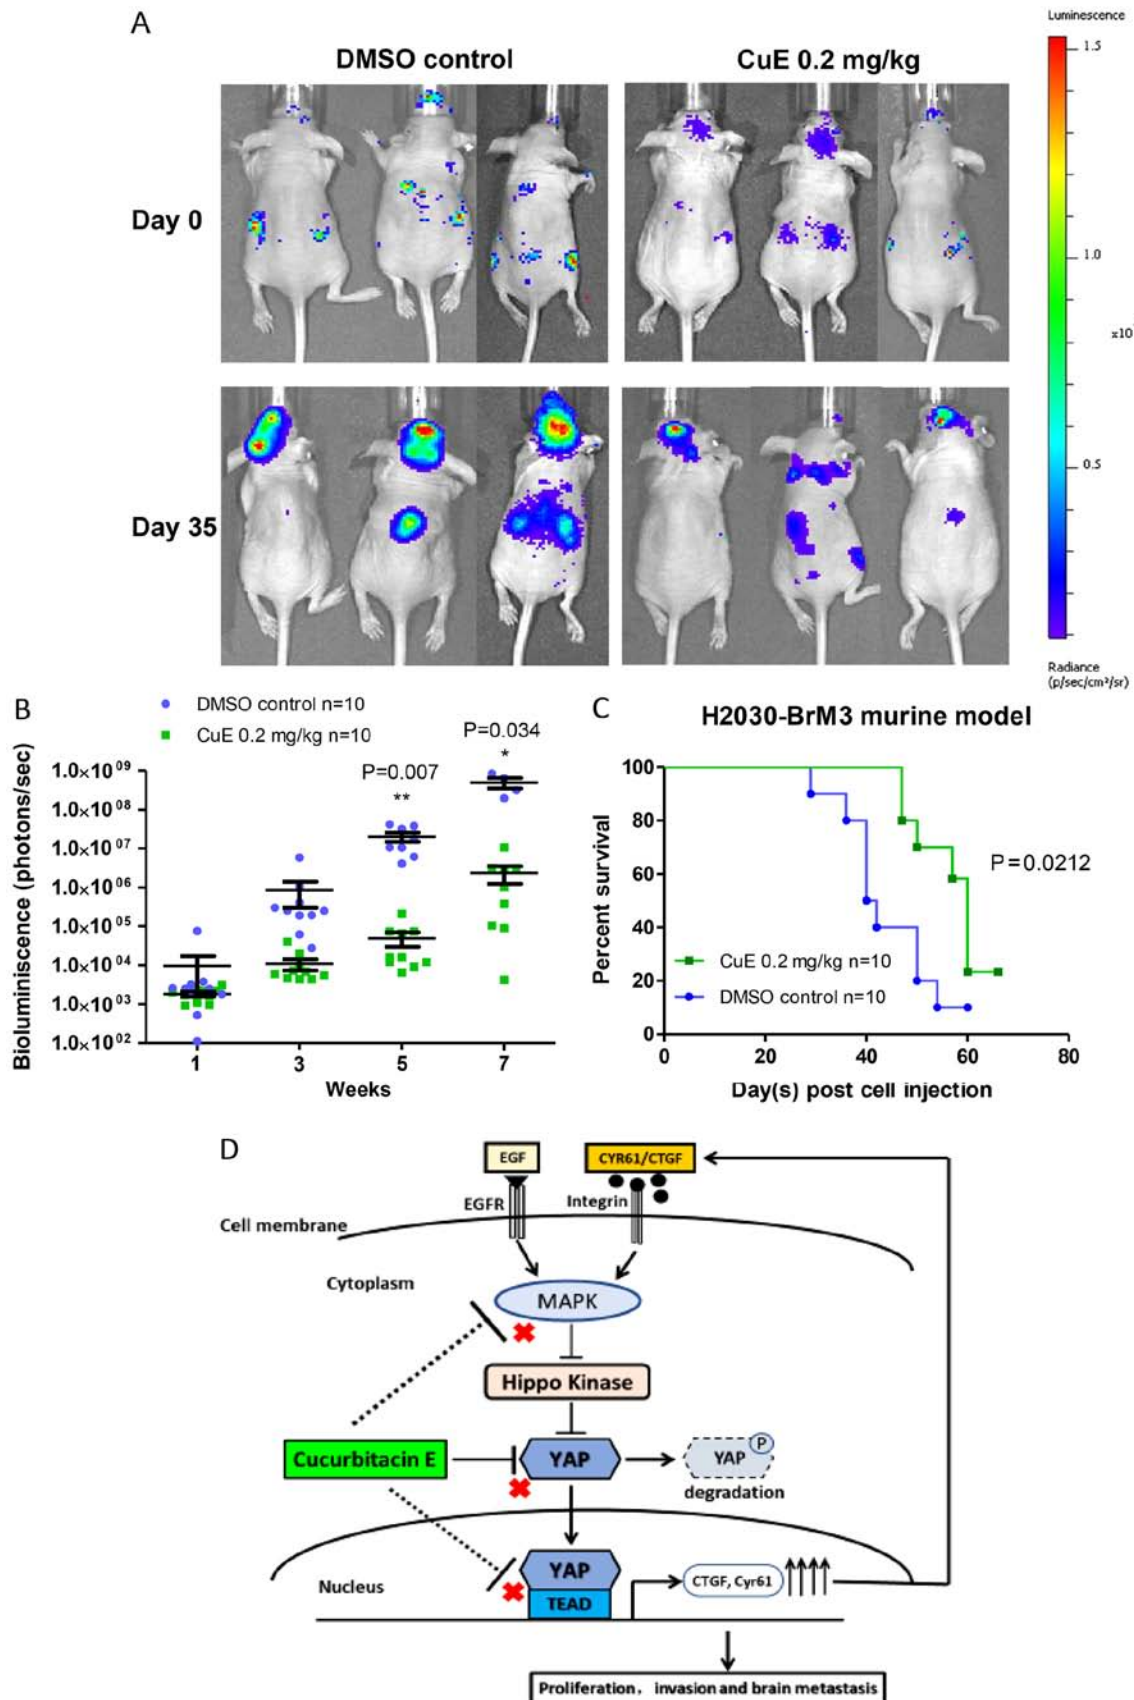 A
Luminescence
DMSO control
CuE 0.2 mg/kg
1.5
Day 0
1.0
x10
0.5
Day 35
Radiance
(p/sec/cm²/sr)
B
DMSO control n=10
CuE 0.2 mg/kg n=10
P=0.007
**
P=0.034
*
Bioluminiscence (photons/sec)
1.0×10⁰⁹
1.0×10⁰⁸
1.0×10⁰⁷
1.0×10⁰⁶
1.0×10⁰⁵
1.0×10⁰⁴
1.0×10⁰³
1.0×10⁰²
1 3 5 7
Weeks
C
H2030-BrM3 murine model
Percent survival
100
80
60
40
20
0
P=0.0212
CuE 0.2 mg/kg n=10
DMSO control n=10
0 20 40 60 80
Day(s) post cell injection
D
EGF
CYR61/CTGF
EGFR
Integrin
Cell membrane
Cytoplasm
MAPK
Hippo Kinase
Cucurbitacin E
YAP
YAP
P
degradation
YAP
Nucleus
CTGF, Cyr61
TEAD
Proliferation, invasion and brain metastasis